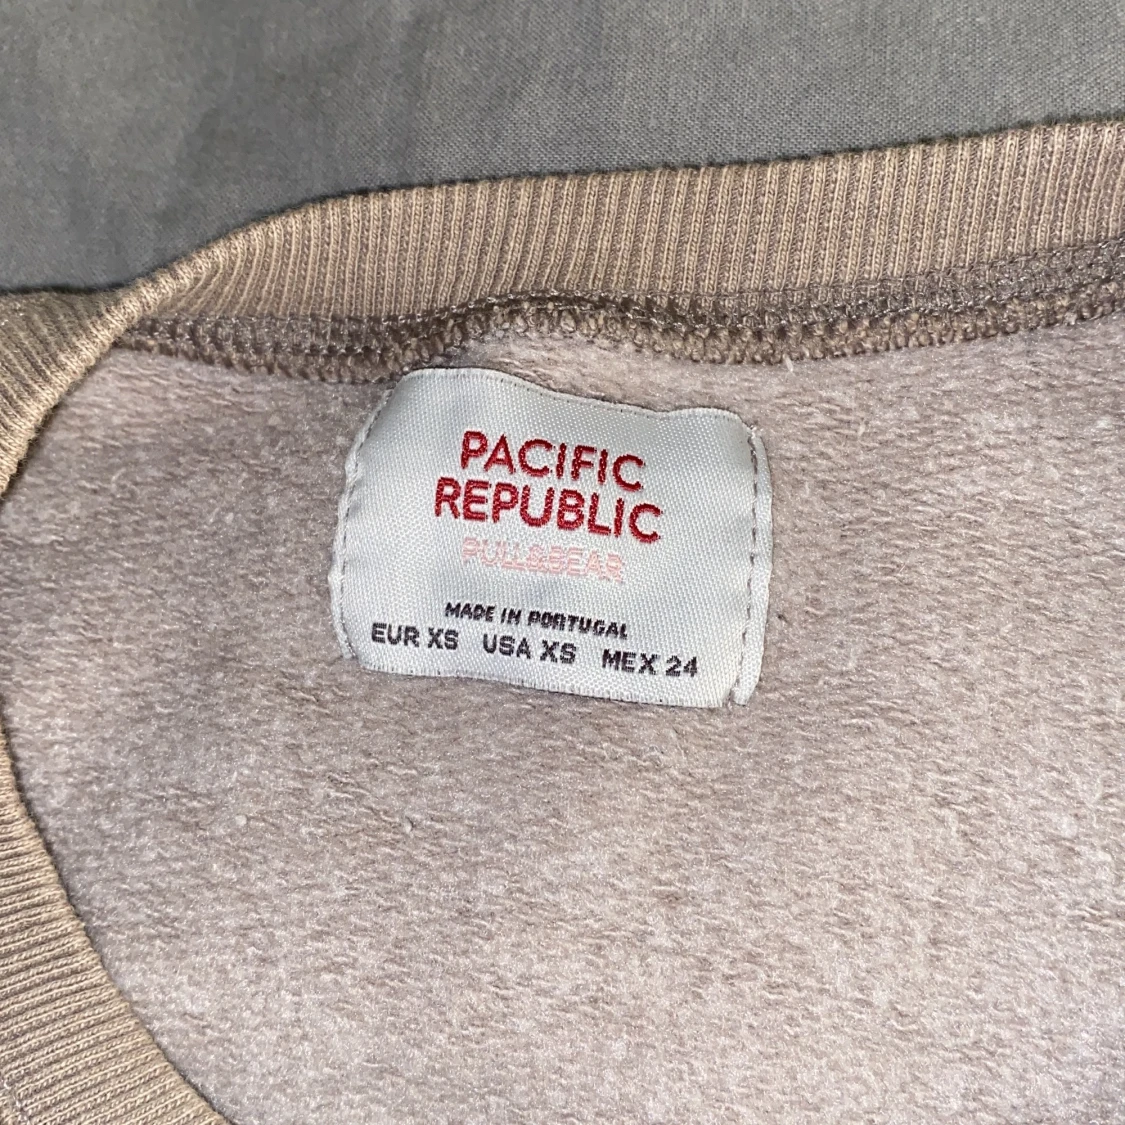 PACIFIC
REPUBLIC
PULL&BEAR
MADE IN PORTUGAL
EUR XS USA XS MEX 24